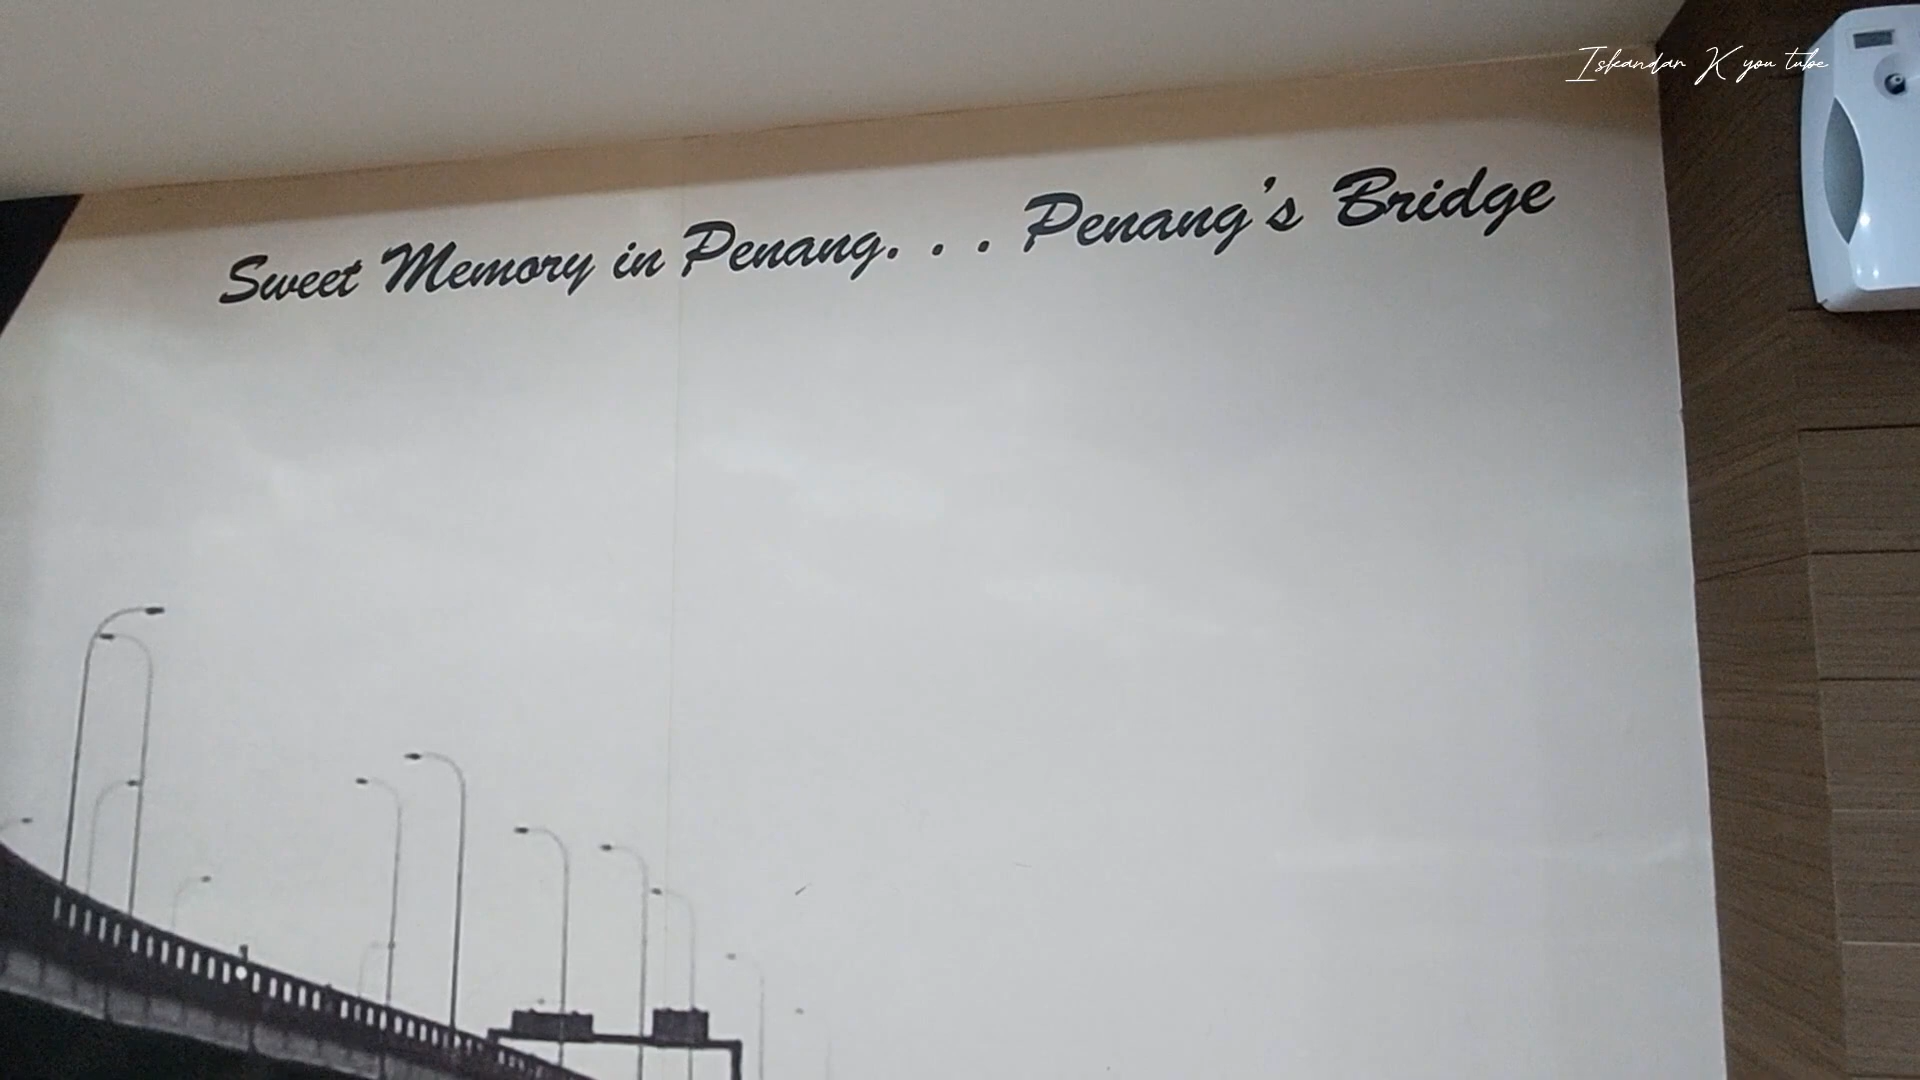 Iskandar K you tube
Sweet Memory in Penang. . . Penang's Bridge